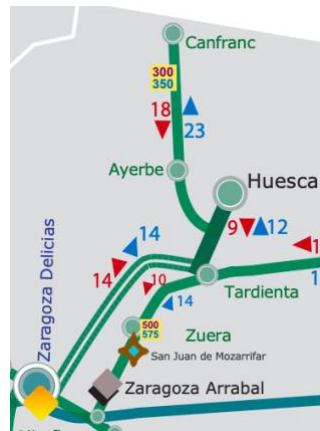 Canfranc
300
350
18
23
Ayerbe
Huesca
9
12
Zaragoza Delicias
14
14
10
14
Tardienta
500
575
Zuera
San Juan de Mozarrifar
Zaragoza Arrabal